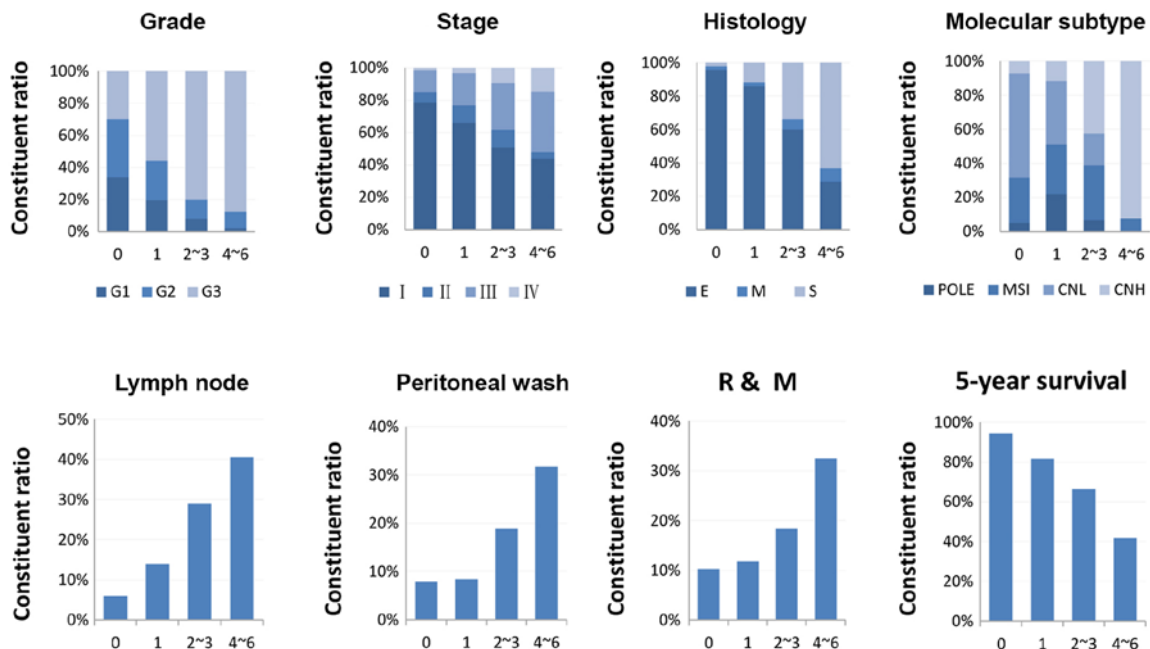 Grade
Constituent ratio
100%
80%
60%
40%
20%
0%
0 1 2~3 4~6
G1 G2 G3
Stage
Constituent ratio
100%
80%
60%
40%
20%
0%
0 1 2~3 4~6
Ⅰ Ⅱ Ⅲ Ⅳ
Histology
Constituent ratio
100%
80%
60%
40%
20%
0%
0 1 2~3 4~6
E M S
Molecular subtype
Constituent ratio
100%
80%
60%
40%
20%
0%
0 1 2~3 4~6
POLE MSI CNL CNH
Lymph node
Constituent ratio
50%
40%
30%
20%
10%
0%
0 1 2~3 4~6
Peritoneal wash
Constituent ratio
40%
30%
20%
10%
0%
0 1 2~3 4~6
R & M
Constituent ratio
40%
30%
20%
10%
0%
0 1 2~3 4~6
5-year survival
Constituent ratio
100%
80%
60%
40%
20%
0%
0 1 2~3 4~6